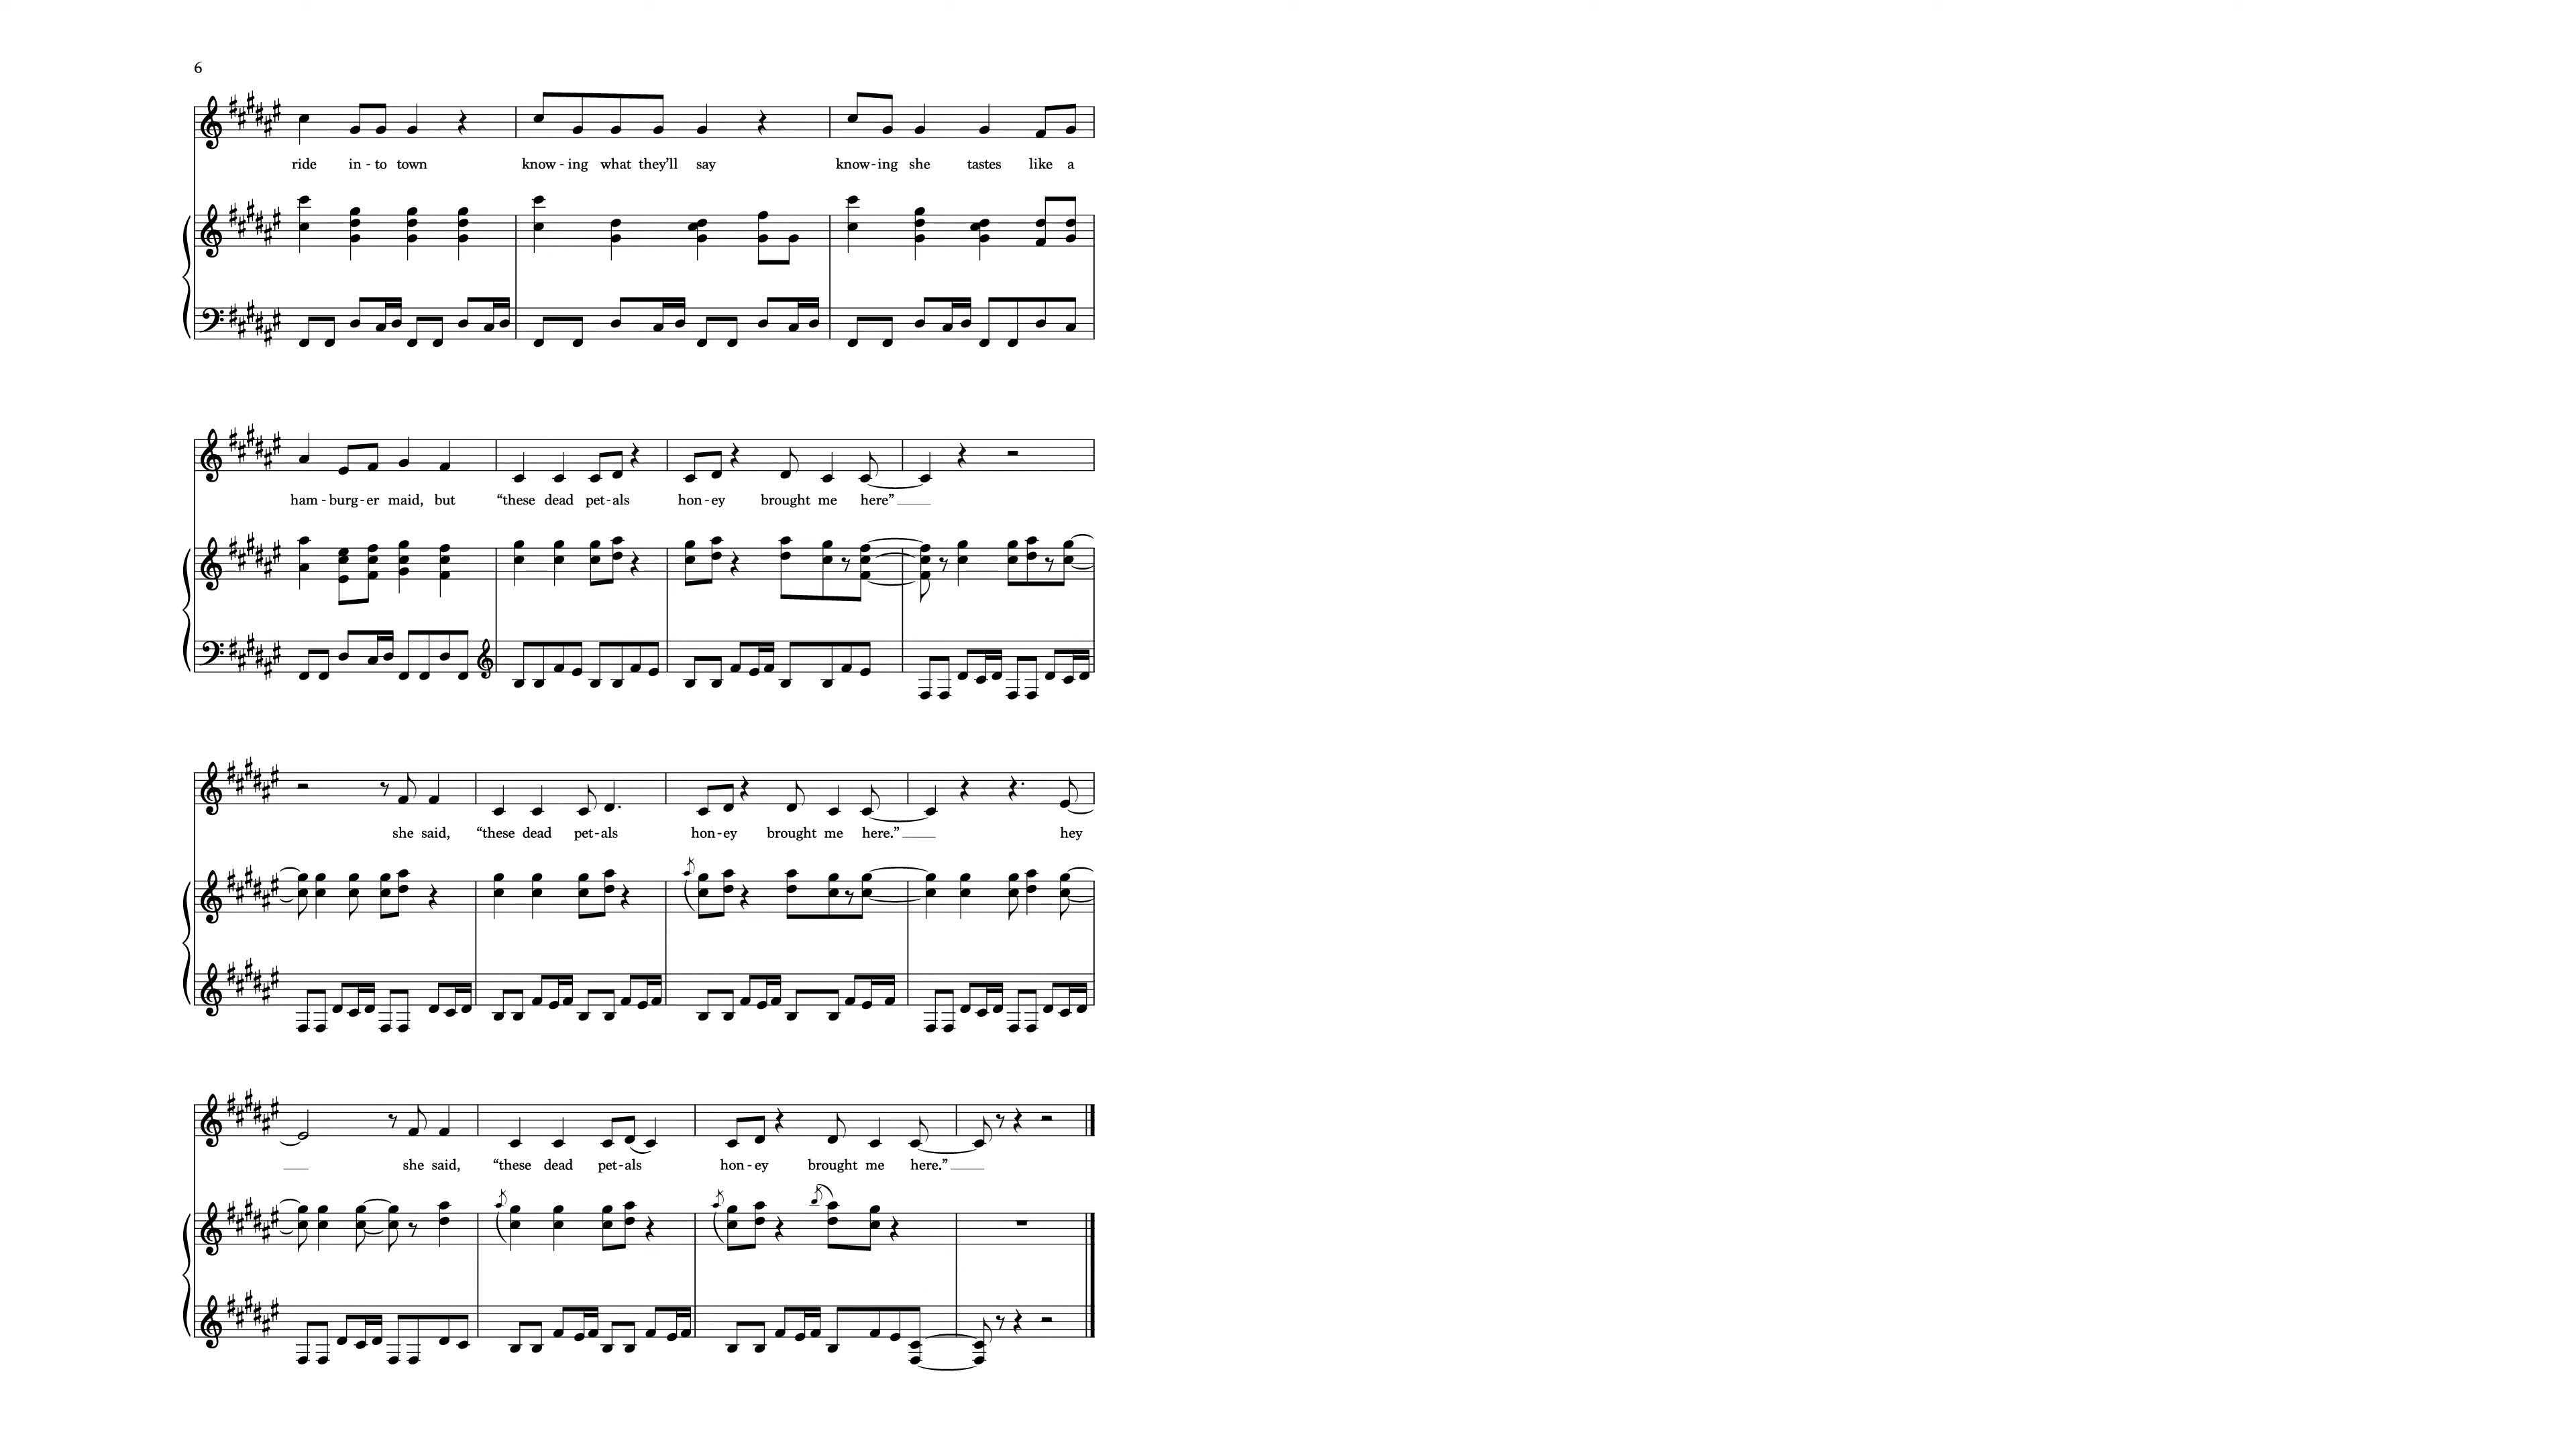 6
ride in - to town know - ing what they’ll say know - ing she tastes like a
ham - burg - er maid, but “these dead pet - als hon - ey brought me here”
she said, “these dead pet - als hon - ey brought me here.” hey
she said, “these dead pet - als hon - ey brought me here.”